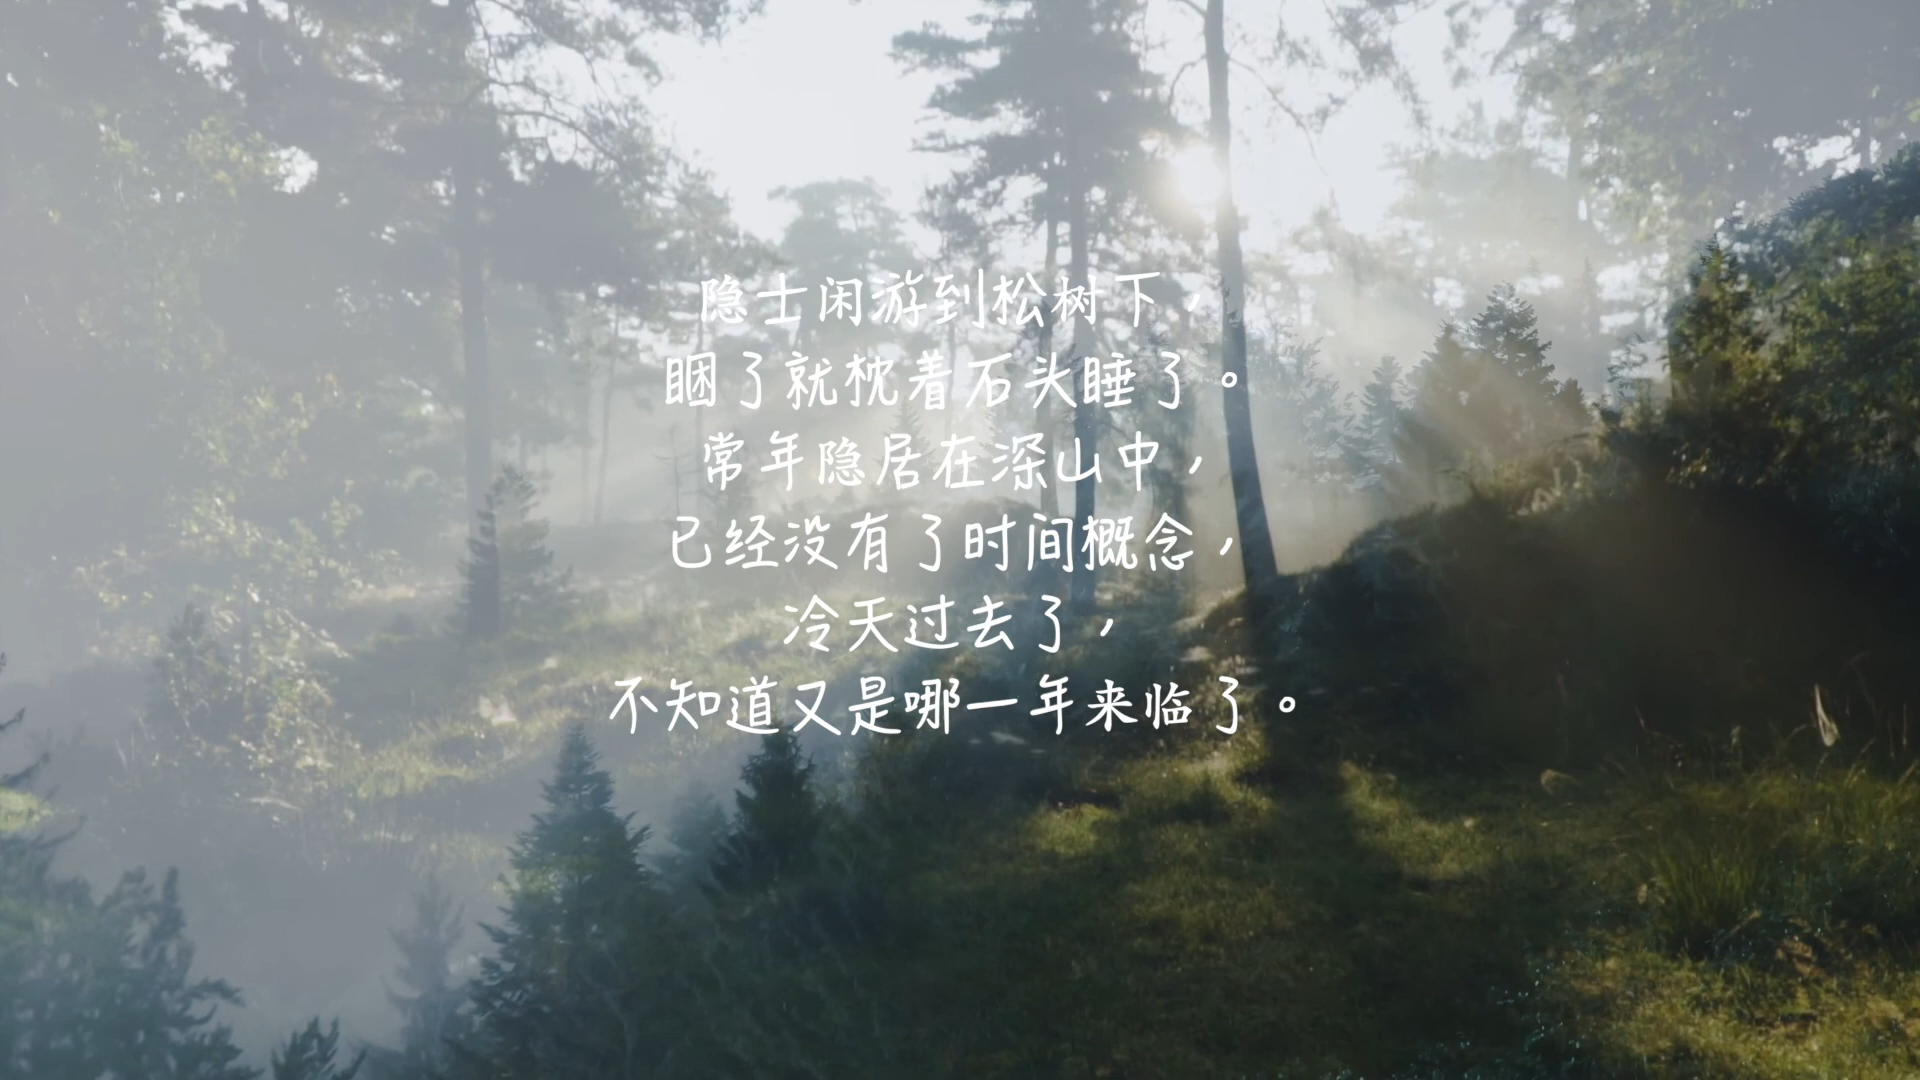 隐士闲游到松树下，
困了就枕着石头睡了。
常年隐居在深山中，
已经没有了时间概念，
冷天过去了，
不知道又是哪一年来临了。